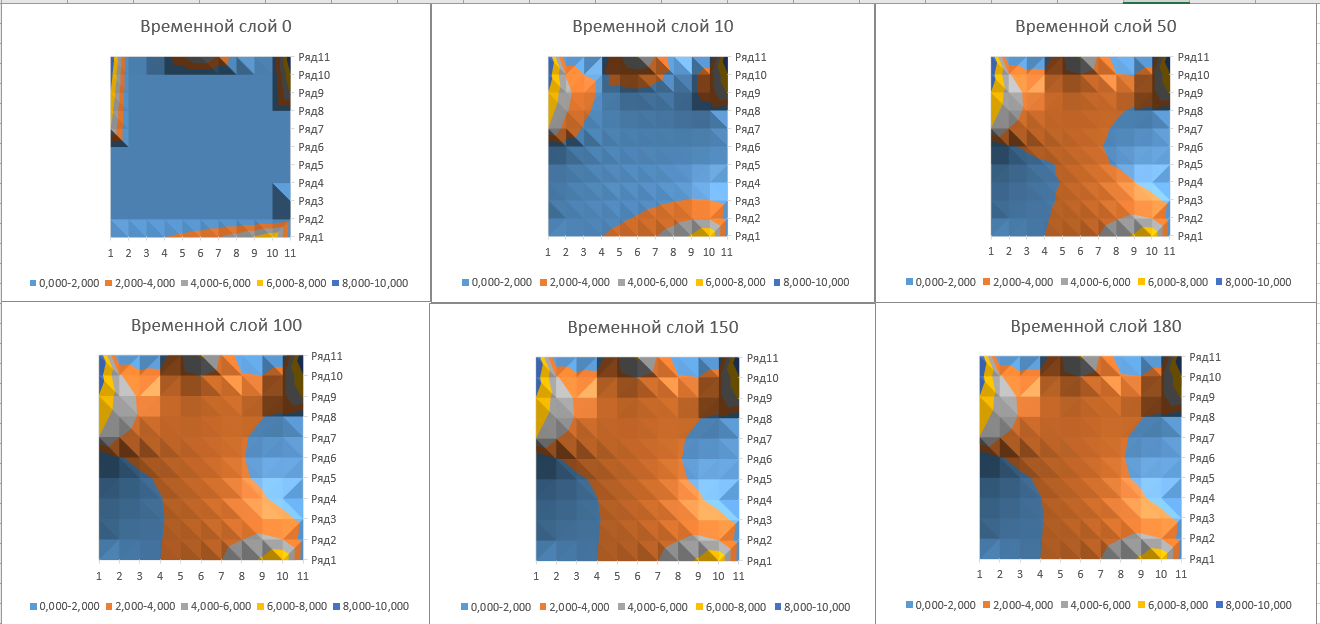 Временной слой 0
Ряд11
Ряд10
Ряд9
Ряд8
Ряд7
Ряд6
Ряд5
Ряд4
Ряд3
Ряд2
Ряд1
1 2 3 4 5 6 7 8 9 10 11
0,000-2,000 2,000-4,000 4,000-6,000 6,000-8,000 8,000-10,000
Временной слой 10
Ряд11
Ряд10
Ряд9
Ряд8
Ряд7
Ряд6
Ряд5
Ряд4
Ряд3
Ряд2
Ряд1
1 2 3 4 5 6 7 8 9 10 11
0,000-2,000 2,000-4,000 4,000-6,000 6,000-8,000 8,000-10,000
Временной слой 50
Ряд11
Ряд10
Ряд9
Ряд8
Ряд7
Ряд6
Ряд5
Ряд4
Ряд3
Ряд2
Ряд1
1 2 3 4 5 6 7 8 9 10 11
0,000-2,000 2,000-4,000 4,000-6,000 6,000-8,000 8,000-10,000
Временной слой 100
Ряд11
Ряд10
Ряд9
Ряд8
Ряд7
Ряд6
Ряд5
Ряд4
Ряд3
Ряд2
Ряд1
1 2 3 4 5 6 7 8 9 10 11
0,000-2,000 2,000-4,000 4,000-6,000 6,000-8,000 8,000-10,000
Временной слой 150
Ряд11
Ряд10
Ряд9
Ряд8
Ряд7
Ряд6
Ряд5
Ряд4
Ряд3
Ряд2
Ряд1
1 2 3 4 5 6 7 8 9 10 11
0,000-2,000 2,000-4,000 4,000-6,000 6,000-8,000 8,000-10,000
Временной слой 180
Ряд11
Ряд10
Ряд9
Ряд8
Ряд7
Ряд6
Ряд5
Ряд4
Ряд3
Ряд2
Ряд1
1 2 3 4 5 6 7 8 9 10 11
0,000-2,000 2,000-4,000 4,000-6,000 6,000-8,000 8,000-10,000